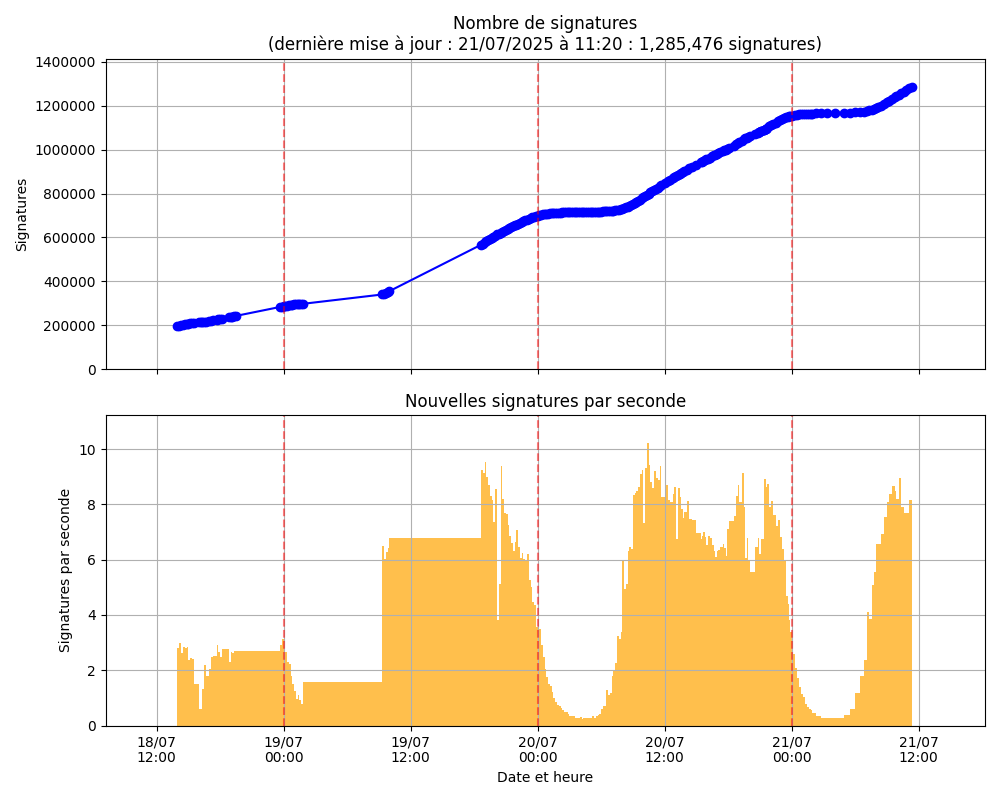 Nombre de signatures
(dernière mise à jour : 21/07/2025 à 11:20 : 1,285,476 signatures)
1400000
1200000
1000000
800000
600000
400000
200000
0
Signatures
Nouvelles signatures par seconde
10
8
6
4
2
0
Signatures par seconde
18/07 19/07 19/07 20/07 20/07 21/07 21/07
12:00 00:00 12:00 00:00 12:00 00:00 12:00
Date et heure